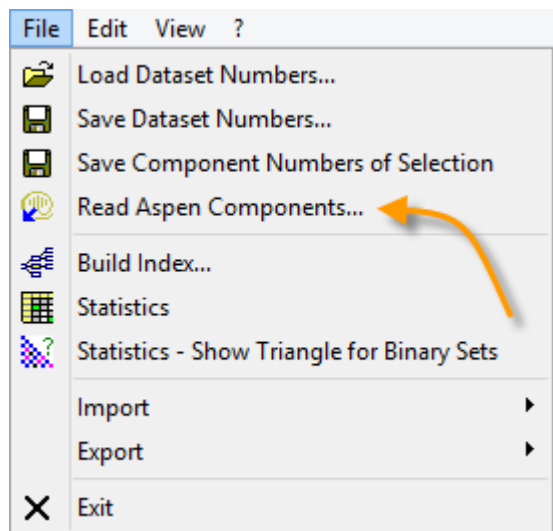 File Edit View ?
Load Dataset Numbers...
Save Dataset Numbers...
Save Component Numbers of Selection
Read Aspen Components...
Build Index...
Statistics
Statistics - Show Triangle for Binary Sets
Import
Export
Exit